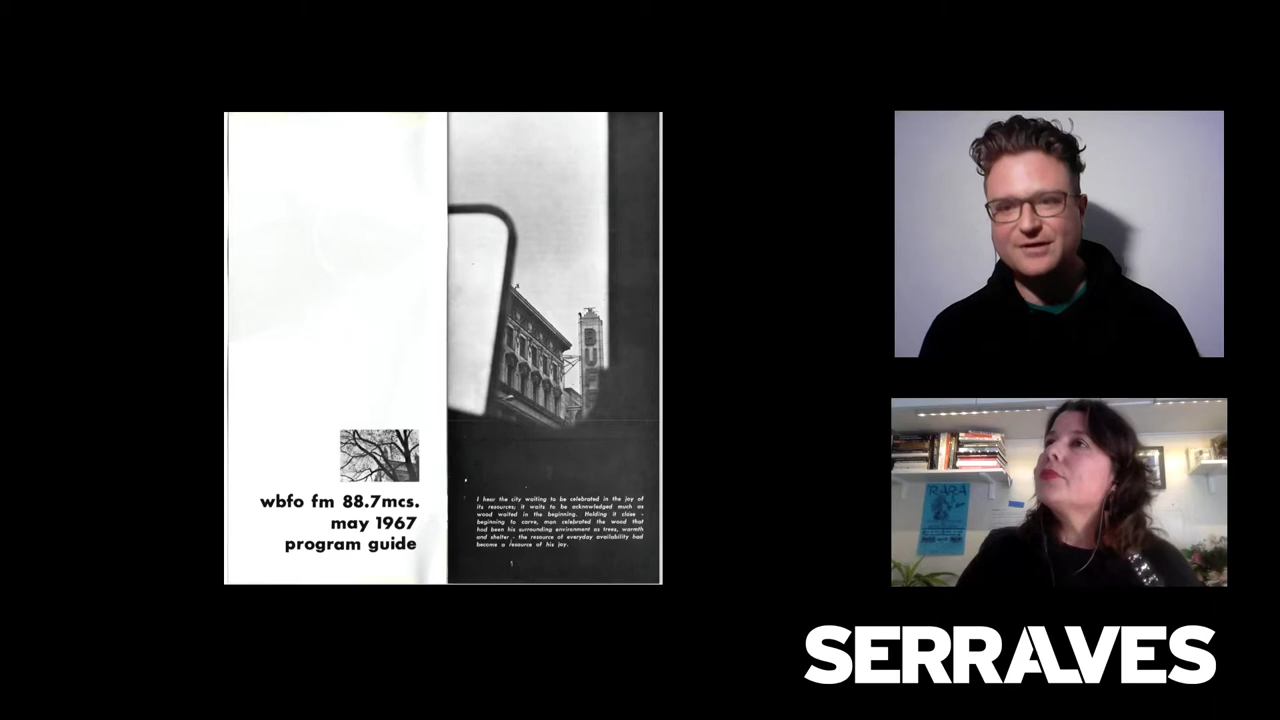 wbfo fm 88.7mcs.
may 1967
program guide
BUF
I hear the city waiting to be celebrated in the joy of
its resources; it waits to be acknowledged much as
wood waited in the beginning. Holding it close -
beginning to carve, man celebrated the wood that
had been his surrounding environment as trees, warmth
and shelter - the resource of everyday availability had
become a resource of his joy.
RARA
SERRALVES